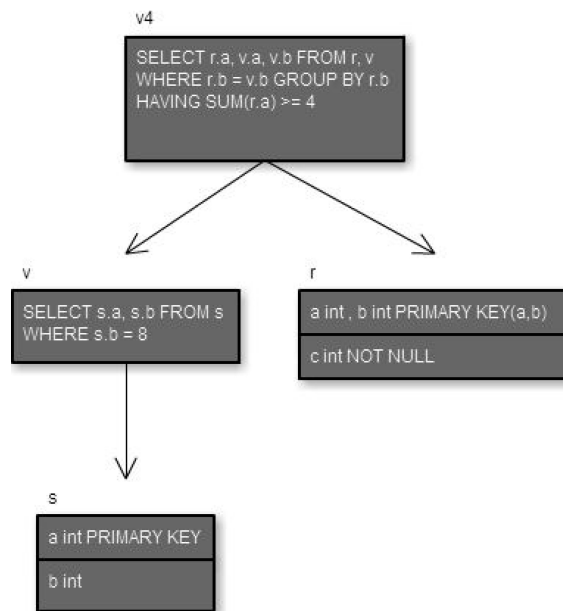 v4
SELECT r.a, v.a, v.b FROM r, v
WHERE r.b = v.b GROUP BY r.b
HAVING SUM(r.a) >= 4
v
SELECT s.a, s.b FROM s
WHERE s.b = 8
r
a int , b int PRIMARY KEY(a,b)
c int NOT NULL
s
a int PRIMARY KEY
b int